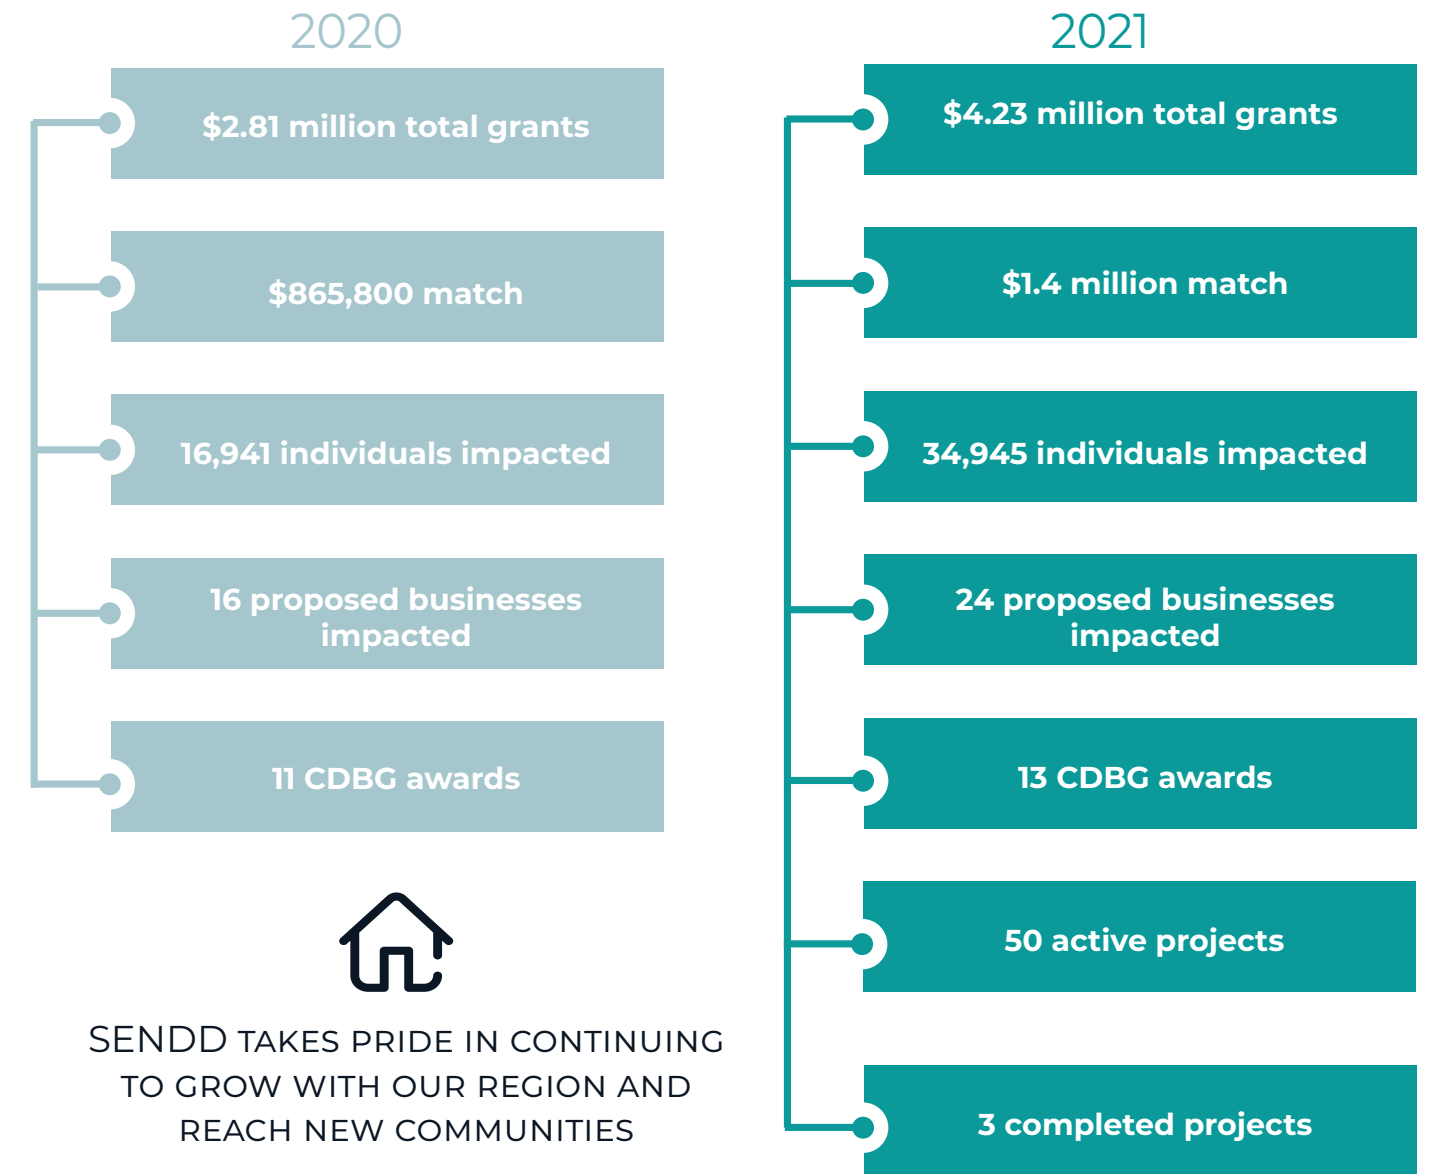 2020
$2.81 million total grants
$865,800 match
16,941 individuals impacted
16 proposed businesses
impacted
11 CDBG awards
SENDD TAKES PRIDE IN CONTINUING
TO GROW WITH OUR REGION AND
REACH NEW COMMUNITIES
2021
$4.23 million total grants
$1.4 million match
34,945 individuals impacted
24 proposed businesses
impacted
13 CDBG awards
50 active projects
3 completed projects